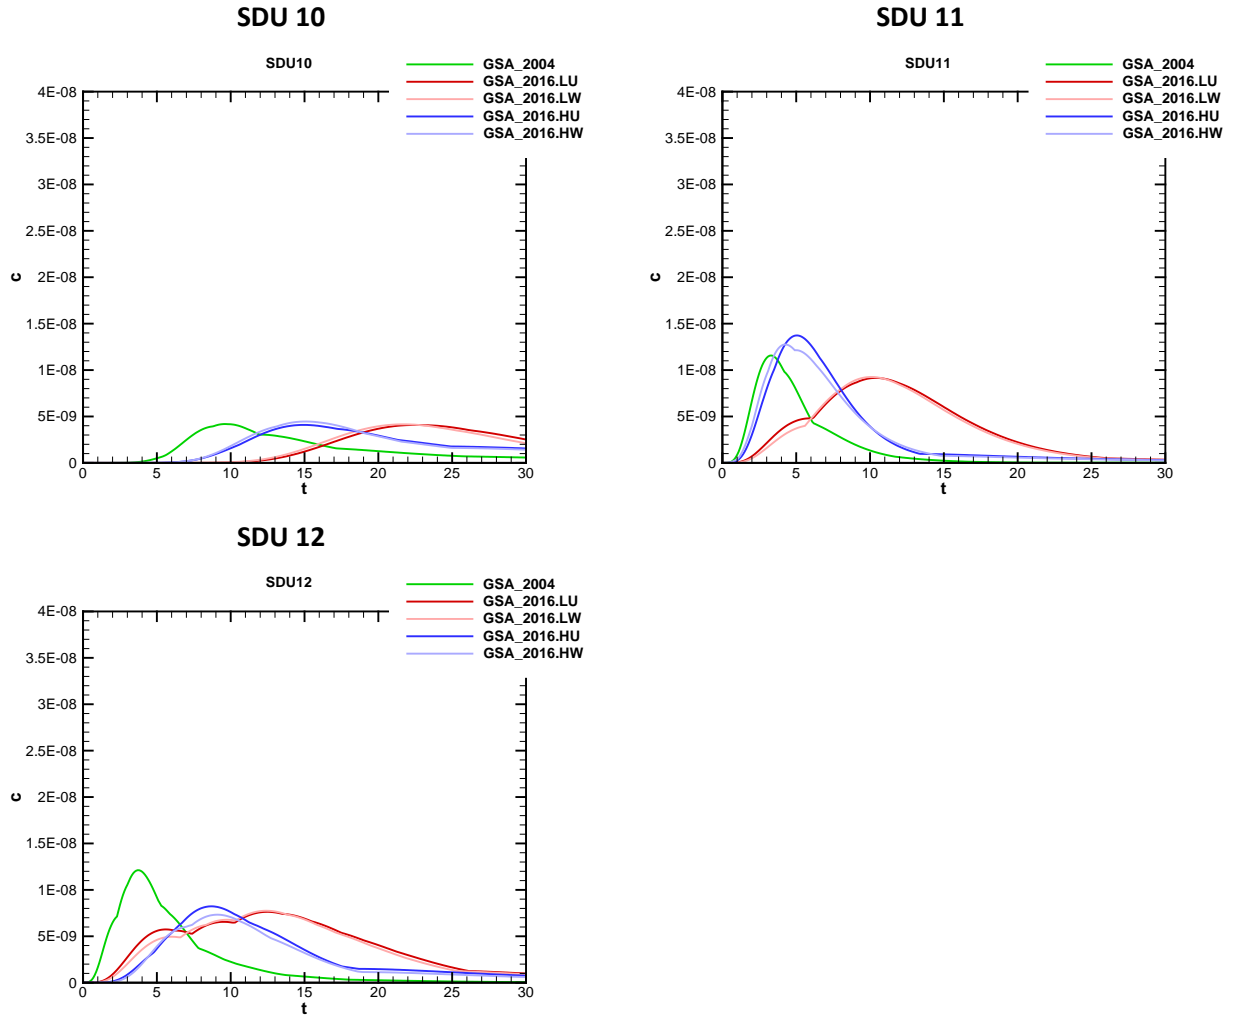 SDU 10
SDU10
GSA_2004
GSA_2016.LU
GSA_2016.LW
GSA_2016.HU
GSA_2016.HW
4E-08
3.5E-08
3E-08
2.5E-08
2E-08
1.5E-08
1E-08
5E-09
0
c
0 5 10 15 20 25 30
t
SDU 11
SDU11
GSA_2004
GSA_2016.LU
GSA_2016.LW
GSA_2016.HU
GSA_2016.HW
4E-08
3.5E-08
3E-08
2.5E-08
2E-08
1.5E-08
1E-08
5E-09
0
c
0 5 10 15 20 25 30
t
SDU 12
SDU12
GSA_2004
GSA_2016.LU
GSA_2016.LW
GSA_2016.HU
GSA_2016.HW
4E-08
3.5E-08
3E-08
2.5E-08
2E-08
1.5E-08
1E-08
5E-09
0
c
0 5 10 15 20 25 30
t